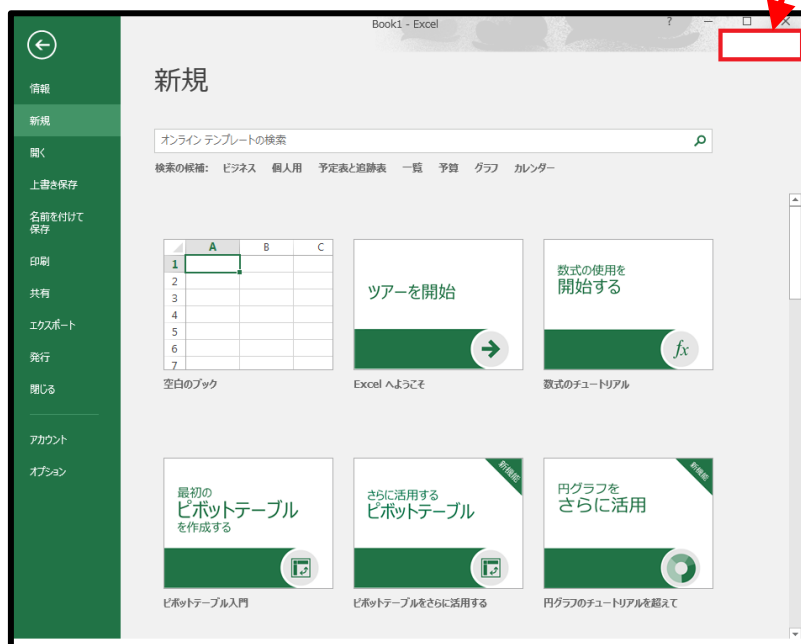 Book1 - Excel
?
情報
新規
開く
上書き保存
名前を付けて
保存
印刷
共有
エクスポート
発行
閉じる
アカウント
オプション
新規
オンライン テンプレートの検索
検索の候補: ビジネス 個人用 予定表と追跡表 一覧 予算 グラフ カレンダー
A B C
1
2
3
4
5
6
7
空白のブック
ツアーを開始
Excel へようこそ
数式の使用を
開始する
fx
数式のチュートリアル
最初の
ピボットテーブル
を作成する
ピボットテーブル入門
新機能
さらに活用する
ピボットテーブル
ピボットテーブルをさらに活用する
新機能
円グラフを
さらに活用
円グラフのチュートリアルを超えて